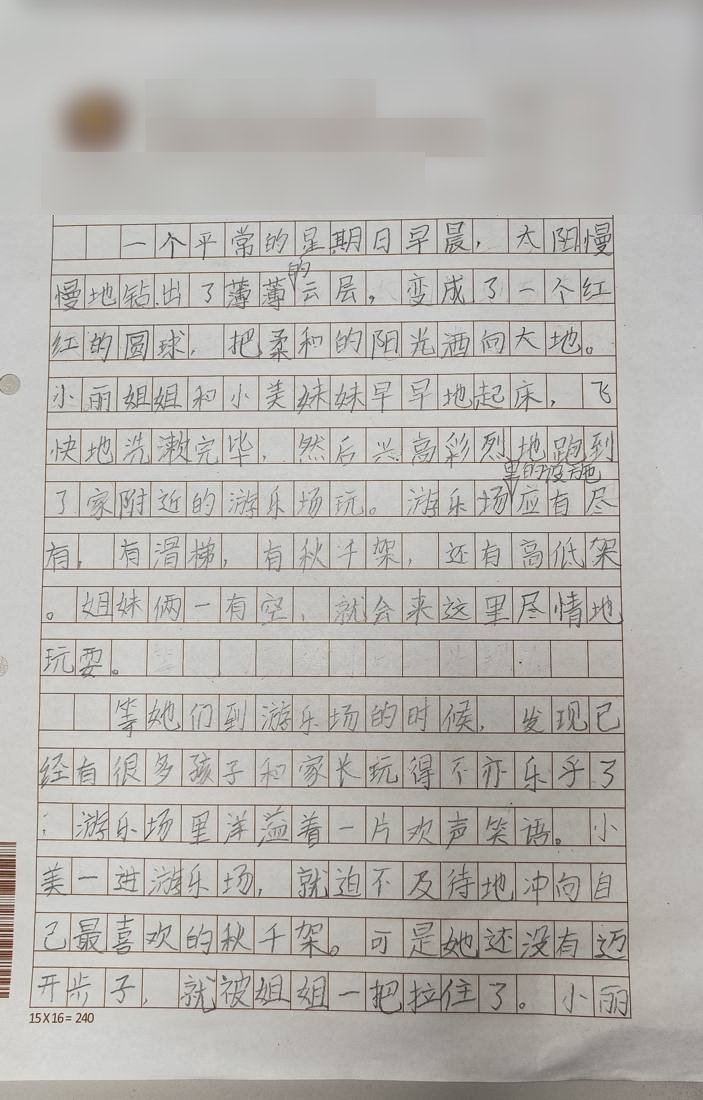 一个平常的星期日早晨，太阳慢
慢地钻出了薄薄的云层，变成了一个红
红的圆球，把柔和的阳光洒向大地。
小丽姐姐和小美妹妹早早地起床，飞
快地洗漱完毕，然后兴高彩烈地跑到
了家附近的游乐场玩。游乐场里的设施应有尽
有，有滑梯，有秋千架，还有高低架
。姐妹俩一有空，就会来这里尽情地
玩耍。
等她们到游乐场的时候，发现已
经有很多孩子和家长玩得不亦乐乎了
；游乐场里洋溢着一片欢声笑语。小
美一进游乐场，就迫不及待地冲向自
己最喜欢的秋千架。可是她还没有迈
开步子，就被姐姐一把拉住了。小丽
15X16=240